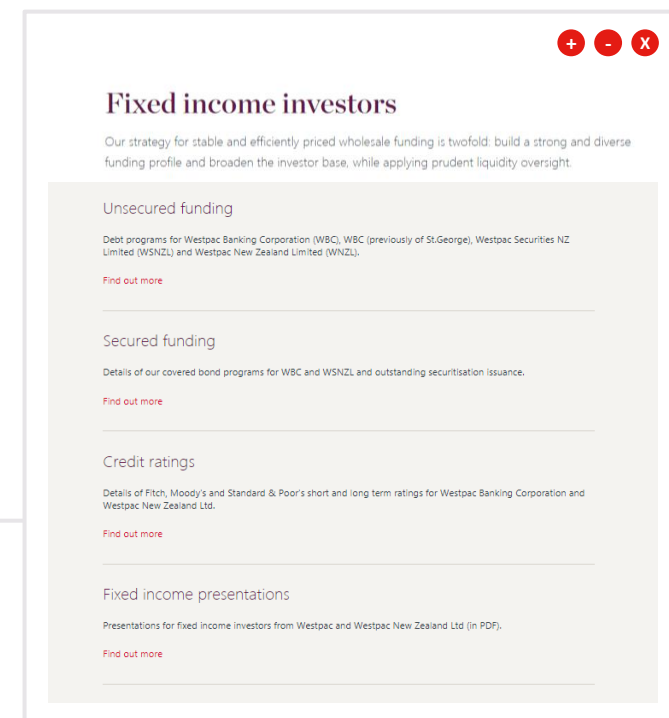 + - X
Fixed income investors
Our strategy for stable and efficiently priced wholesale funding is twofold: build a strong and diverse
funding profile and broaden the investor base, while applying prudent liquidity oversight.
Unsecured funding
Debt programs for Westpac Banking Corporation (WBC), WBC (previously of St.George), Westpac Securities NZ
Limited (WSNZL) and Westpac New Zealand Limited (WNZL).
Find out more
Secured funding
Details of our covered bond programs for WBC and WSNZL and outstanding securitisation issuance.
Find out more
Credit ratings
Details of Fitch, Moody's and Standard & Poor's short and long term ratings for Westpac Banking Corporation and
Westpac New Zealand Ltd.
Find out more
Fixed income presentations
Presentations for fixed income investors from Westpac and Westpac New Zealand Ltd (in PDF).
Find out more